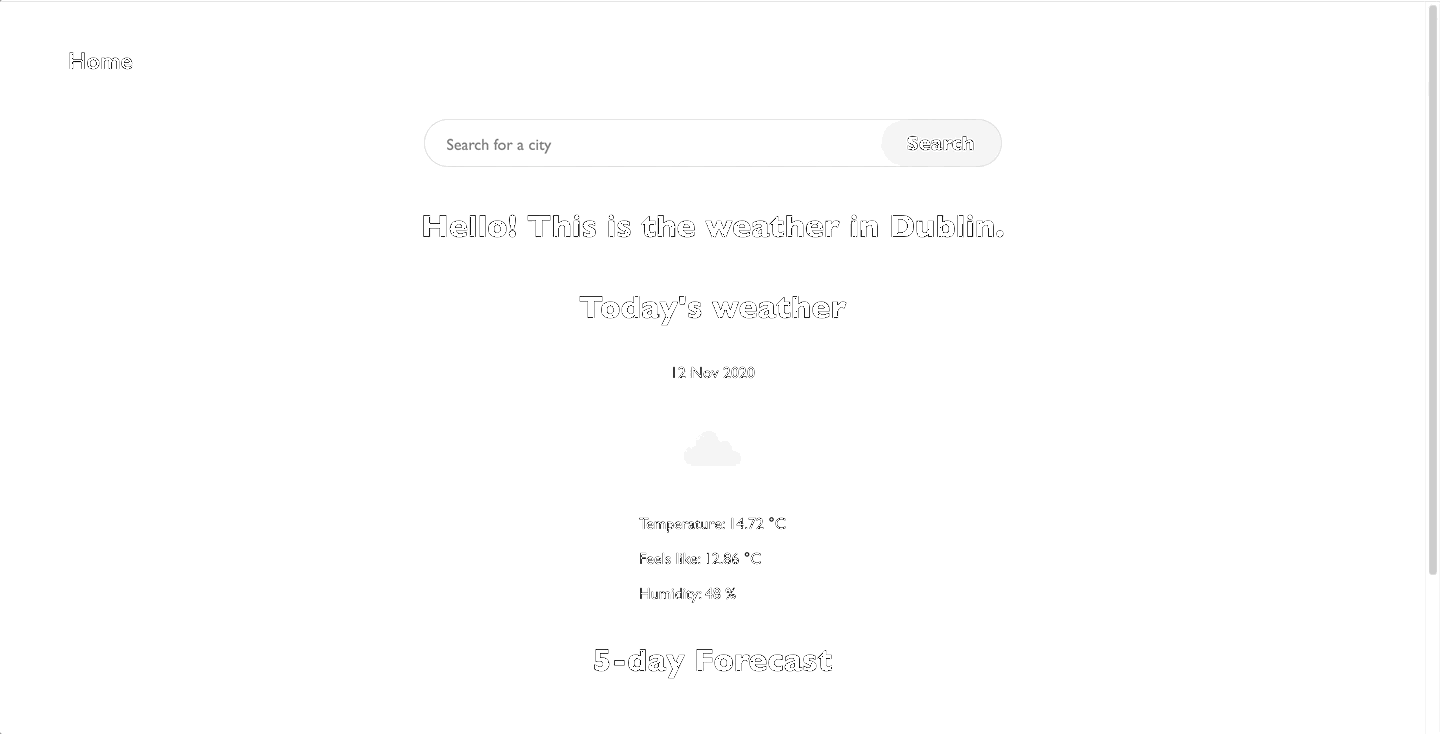 Home
Search for a city
Search
Hello! This is the weather in Dublin.
Today's weather
12 Nov 2020
Temperature: 14.72 °C
Feels like: 12.86 °C
Humidity: 48 %
5-day Forecast